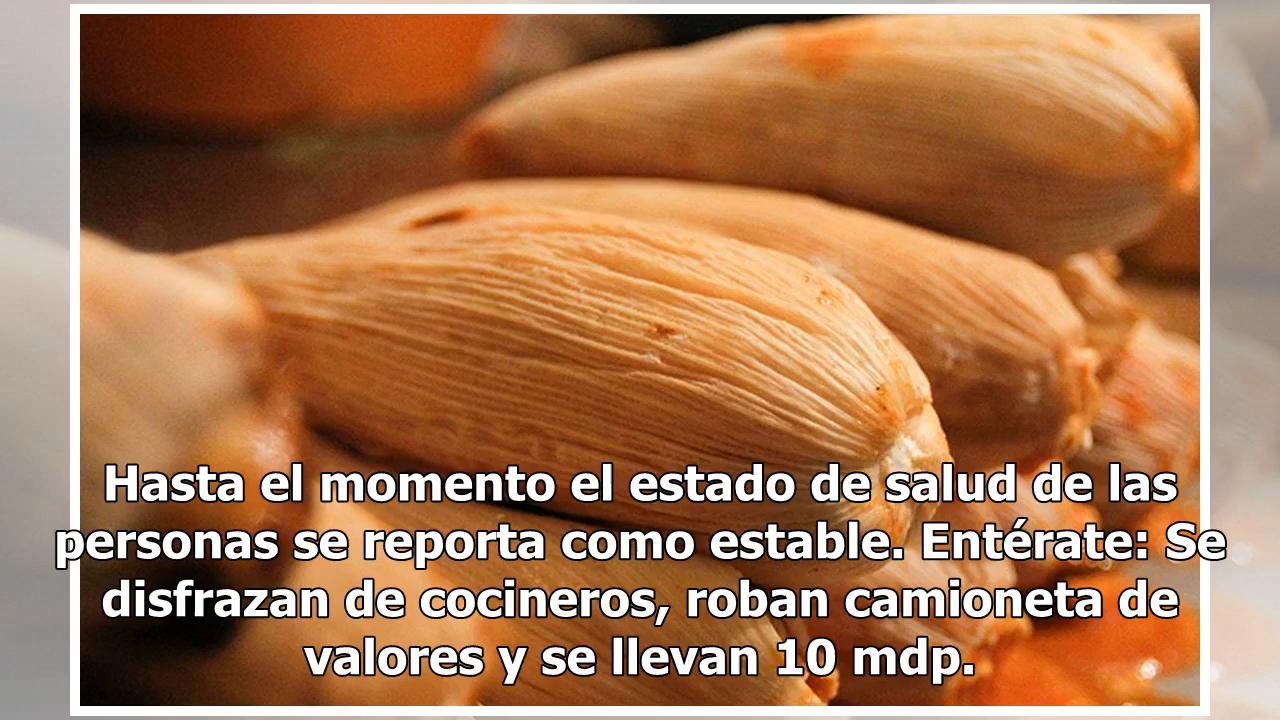 Hasta el momento el estado de salud de las
personas se reporta como estable. Entérate: Se
disfrazan de cocineros, roban camioneta de
valores y se llevan 10 mdp.